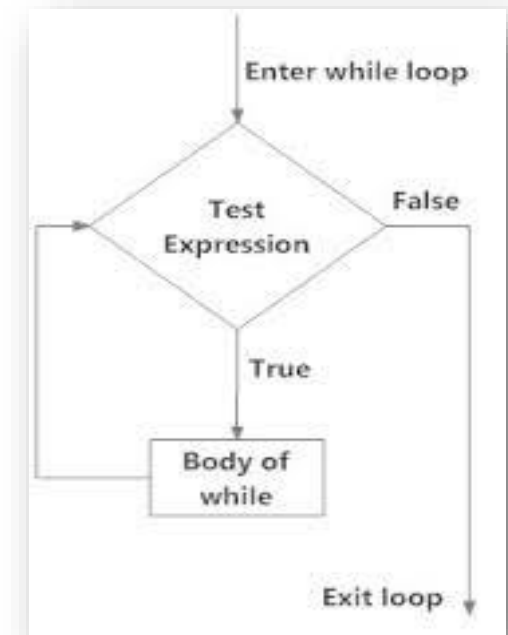 Enter while loop
Test
Expression
False
True
Body of
while
Exit loop